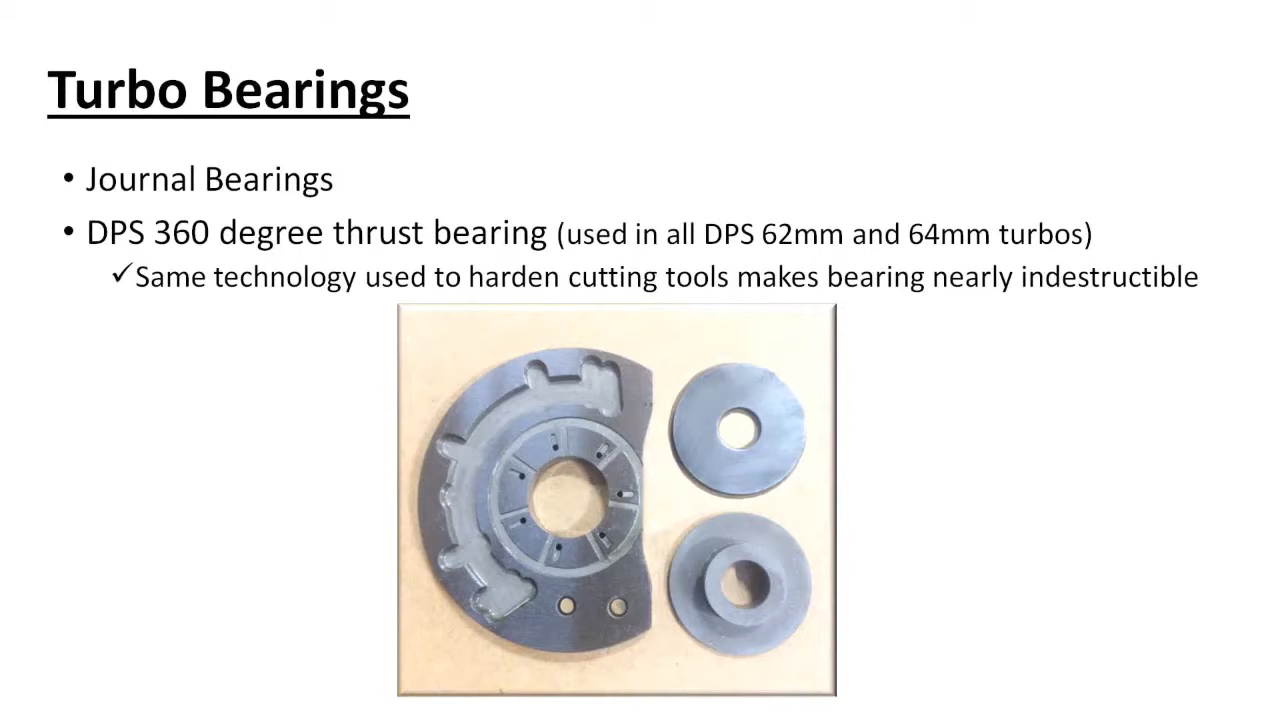 Turbo Bearings
• Journal Bearings
• DPS 360 degree thrust bearing (used in all DPS 62mm and 64mm turbos)
✓Same technology used to harden cutting tools makes bearing nearly indestructible